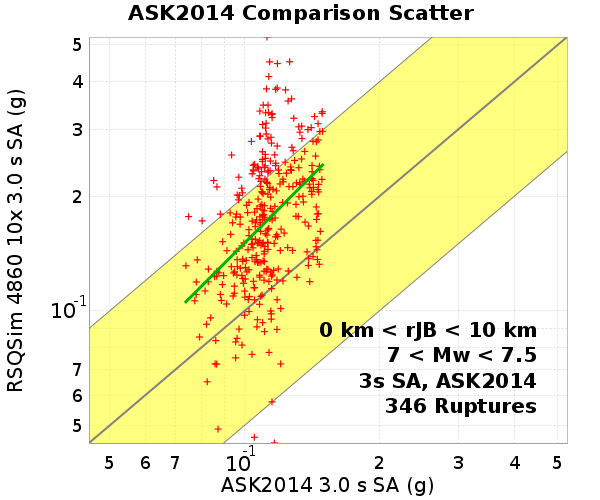 ASK2014 Comparison Scatter
RSQSim 4860 10x 3.0 s SA (g)
5
4
3
2
10-1
7
6
5
0 km < rJB < 10 km
7 < Mw < 7.5
3s SA, ASK2014
346 Ruptures
5 6 7 10-1 2 3 4 5
ASK2014 3.0 s SA (g)